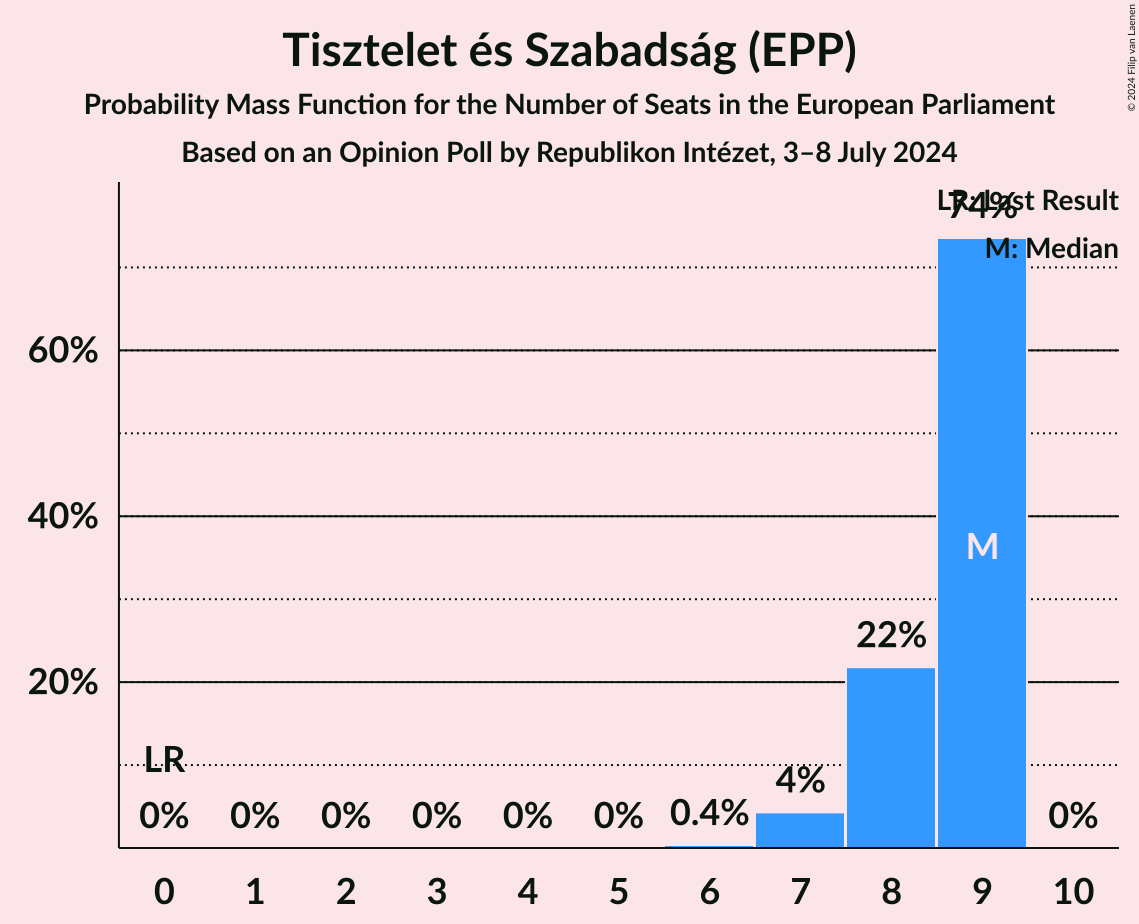 Tisztelet és Szabadság (EPP)
Probability Mass Function for the Number of Seats in the European Parliament
Based on an Opinion Poll by Republikon Intézet, 3–8 July 2024
© 2024 Filip van Laenen
LR: Last Result
M: Median
74%
60%
40%
20%
M
22%
LR
0% 0% 0% 0% 0% 0% 0.4% 4% 0%
0 1 2 3 4 5 6 7 8 9 10